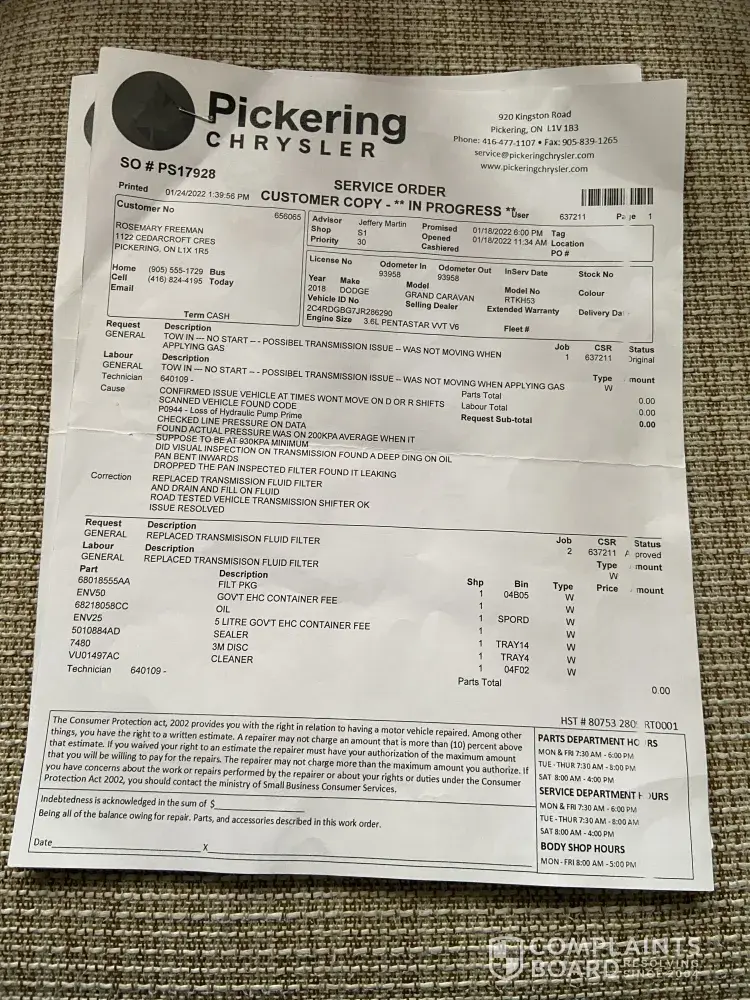 Pickering
CHRYSLER
920 Kingston Road
Pickering, ON L1V 1B3
Phone: 416-477-1107 • Fax: 905-839-1265
service@pickeringchrysler.com
www.pickeringchrysler.com
SO # PS17928
SERVICE ORDER
Printed 01/24/2022 1:39:56 PM CUSTOMER COPY - ** IN PROGRESS ** User 637211 Page 1
Customer No 656065
ROSEMARY FREEMAN
1122 CEDARCROFT CRES
PICKERING, ON L1X 1R5
Home (905) 555-1729 Bus
Cell (416) 824-4195 Today
Email
Term CASH
Advisor Jeffery Martin Promised 01/18/2022 6:00 PM Tag
Shop S1 Opened 01/18/2022 11:34 AM Location
Priority 30 Cashiered PO #
License No Odometer In Odometer Out InServ Date Stock No
93958 93958
Year Make Model Model No Colour
2018 DODGE GRAND CARAVAN RTKH53
Vehicle ID No Selling Dealer Extended Warranty Delivery Da
2C4RDGBG7JR286290
Engine Size 3.6L PENTASTAR VVT V6 Fleet #
Request Description Job CSR Status
GENERAL TOW IN --- NO START -- - POSSIBEL TRANSMISSION ISSUE -- WAS NOT MOVING WHEN 1 637211 Original
APPLYING GAS
Labour Description Type mount
GENERAL TOW IN --- NO START -- - POSSIBEL TRANSMISSION ISSUE -- WAS NOT MOVING WHEN APPLYING GAS W
Technician 640109 -
Parts Total 0.00
Labour Total 0.00
Request Sub-total 0.00
Cause CONFIRMED ISSUE VEHICLE AT TIMES WONT MOVE ON D OR R SHIFTS
SCANNED VEHICLE FOUND CODE
P0944 - Loss of Hydraulic Pump Prime
CHECKED LINE PRESSURE ON DATA
FOUND ACTUAL PRESSURE WAS ON 200KPA AVERAGE WHEN IT
SUPPOSE TO BE AT 930KPA MINIMUM
DID VISUAL INSPECTION ON TRANSMISSION FOUND A DEEP DING ON OIL
PAN BENT INWARDS
DROPPED THE PAN INSPECTED FILTER FOUND IT LEAKING
Correction REPLACED TRANSMISSION FLUID FILTER
AND DRAIN AND FILL ON FLUID
ROAD TESTED VEHICLE TRANSMISSION SHIFTER OK
ISSUE RESOLVED
Request Description Job CSR Status
GENERAL REPLACED TRANSMISISON FLUID FILTER 2 637211 A proved
Labour Description Type mount
GENERAL REPLACED TRANSMISISON FLUID FILTER W
Part Description Shp Bin Type Price mount
68018555AA FILT PKG 1 04B05 W
ENV50 GOV'T EHC CONTAINER FEE 1 W
68218058CC OIL 1 SPORD W
ENV25 5 LITRE GOV'T EHC CONTAINER FEE 1 W
5010884AD SEALER 1 TRAY14 W
7480 3M DISC 1 TRAY4 W
VU01497AC CLEANER 1 04F02 W
Technician 640109 -
Parts Total 0.00
HST # 80753 280 RT0001
The Consumer Protection act, 2002 provides you with the right in relation to having a motor vehicle repaired. Among other
things, you have the right to a written estimate. A repairer may not charge an amount that is more than (10) percent above
that estimate. If you waived your right to an estimate the repairer must have your authorization of the maximum amount
that you will be willing to pay for the repairs. The repairer may not charge more than the maximum amount you authorize. If
you have concerns about the work or repairs performed by the repairer or about your rights or duties under the Consumer
Protection Act 2002, you should contact the ministry of Small Business Consumer Services.
Indebtedness is acknowledged in the sum of $
Being all of the balance owing for repair. Parts, and accessories described in this work order.
Date X
PARTS DEPARTMENT HO RS
MON & FRI 7:30 AM - 6:00 PM
TUE - THUR 7:30 AM - 8:00 PM
SAT 8:00 AM - 4:00 PM
SERVICE DEPARTMENT HOURS
MON & FRI 7:30 AM - 6:00 PM
TUE - THUR 7:30 AM - 8:00 AM
SAT 8:00 AM - 4:00 PM
BODY SHOP HOURS
MON - FRI 8:00 AM - 5:00 PM
COMPLAINTS
BOARD RESOLVING
SINCE 2004